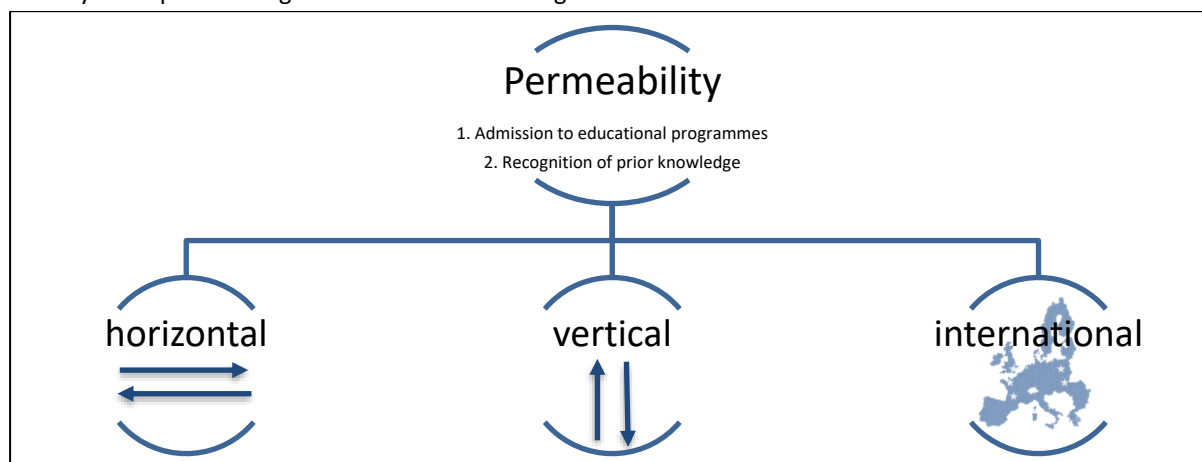 Permeability
1. Admission to educational programmes
2. Recognition of prior knowledge
horizontal
vertical
international